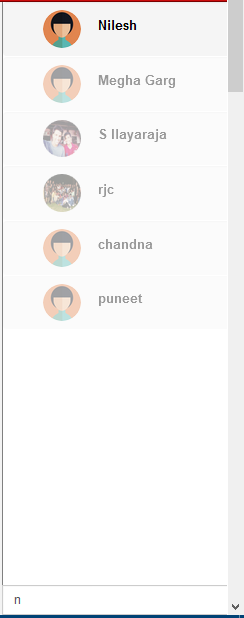 Nilesh
Megha Garg
S Ilayaraja
rjc
chandna
puneet
n